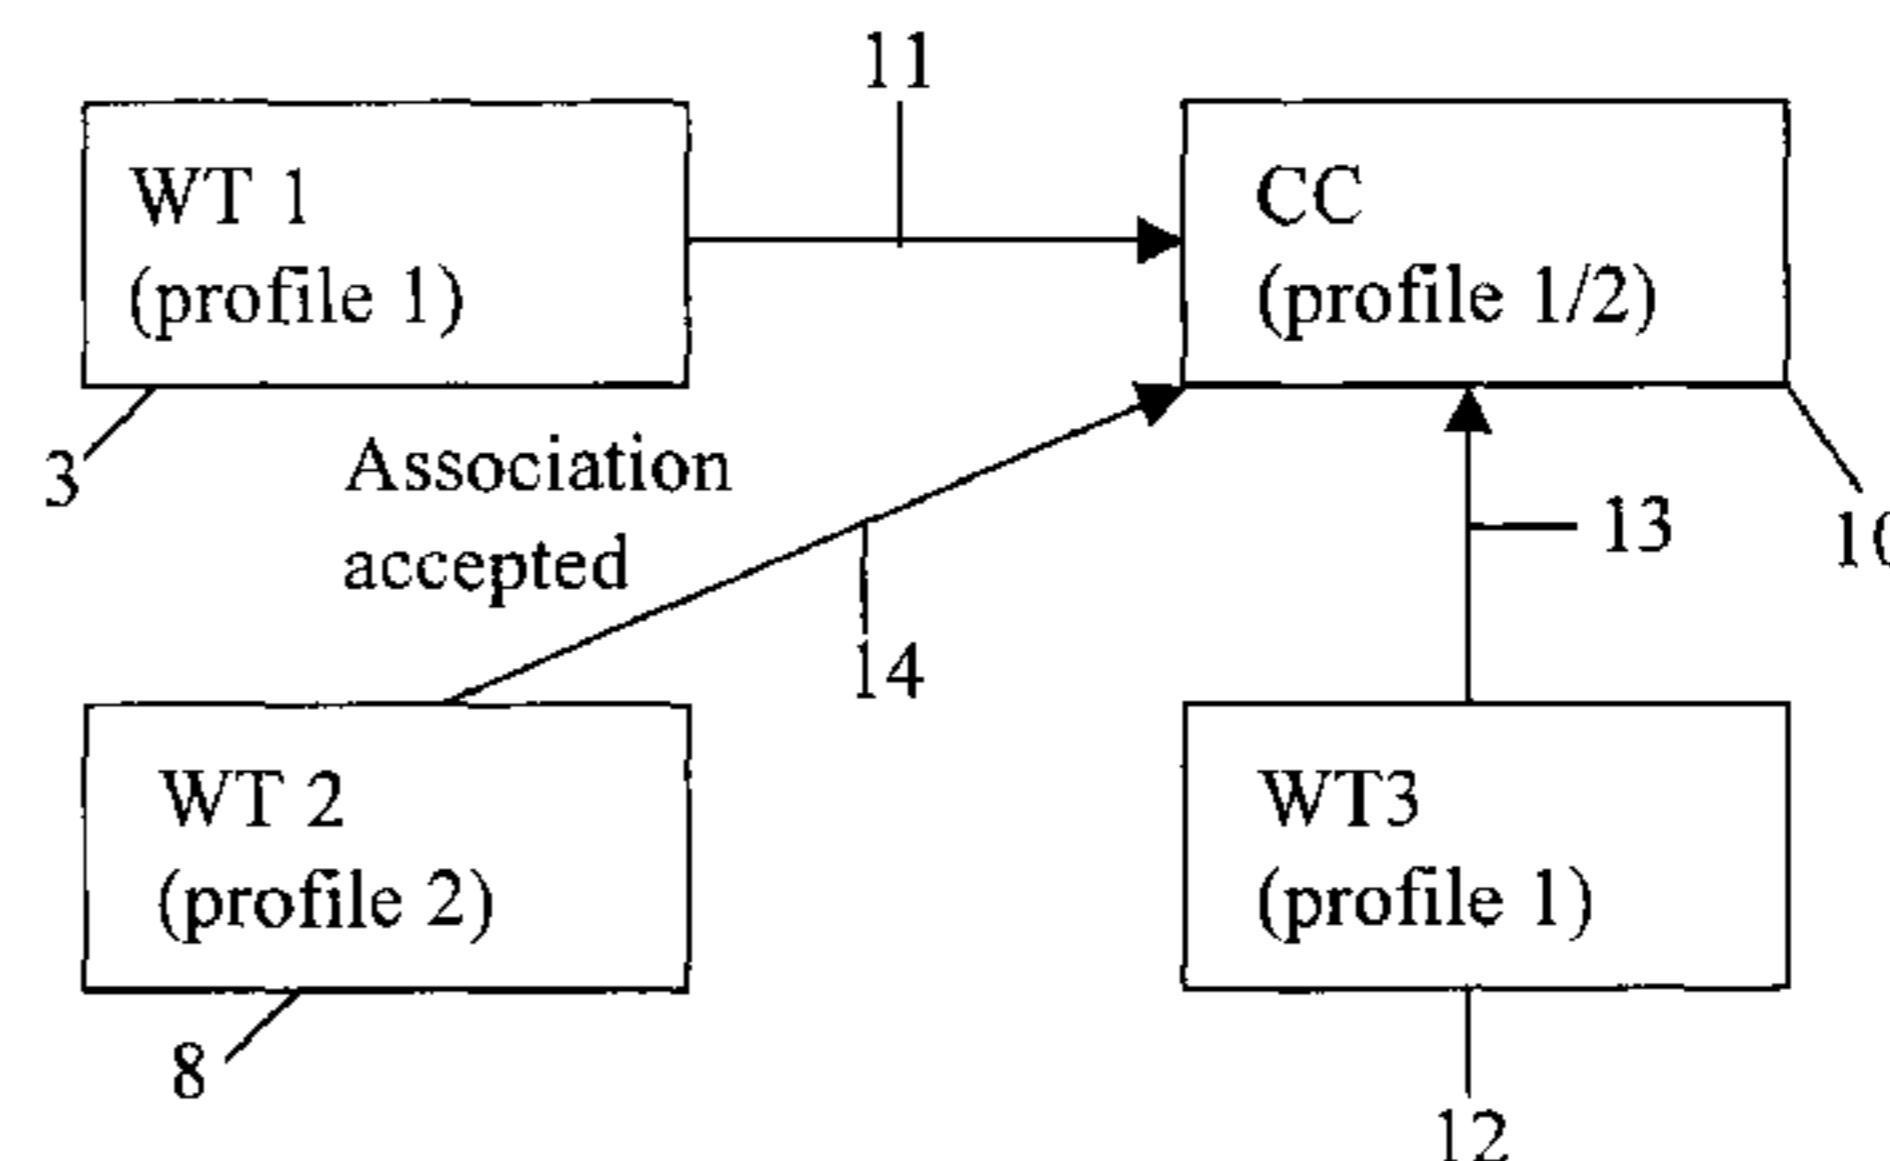 11
WT 1
(profile 1)
CC
(profile 1/2)
3
Association
accepted
13
10
14
WT 2
(profile 2)
WT3
(profile 1)
8
12